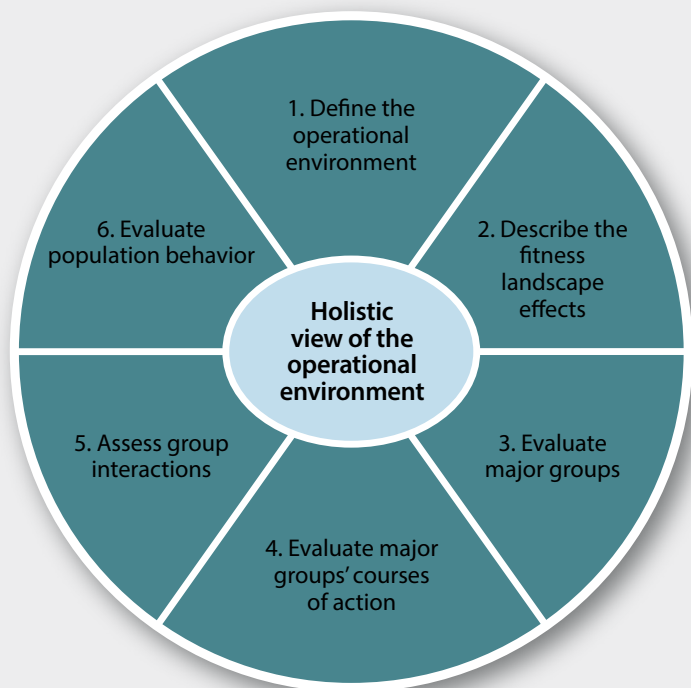 1. Define the
operational
environment
2. Describe the
fitness
landscape
effects
3. Evaluate
major groups
4. Evaluate major
groups’ courses
of action
5. Assess group
interactions
6. Evaluate
population behavior
Holistic
view of the
operational
environment